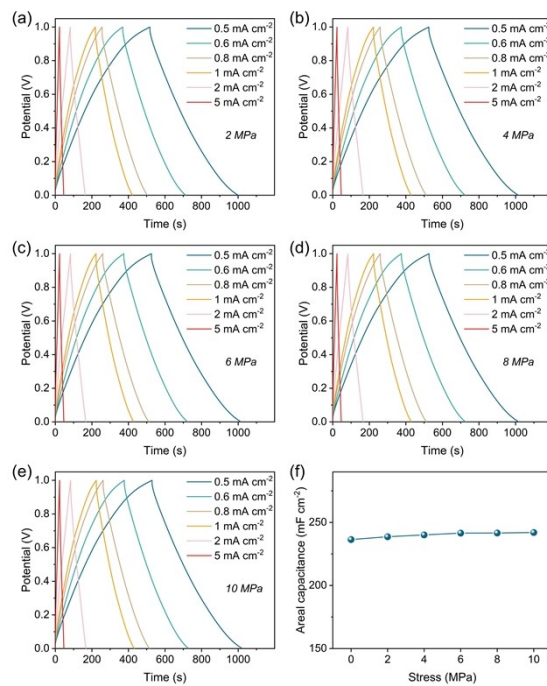 (a)
1.0
0.8
0.6
0.4
0.2
0.0
Potential (V)
0.5 mA cm⁻²
0.6 mA cm⁻²
0.8 mA cm⁻²
1 mA cm⁻²
2 mA cm⁻²
5 mA cm⁻²
2 MPa
0 200 400 600 800 1000
Time (s)
(b)
1.0
0.8
0.6
0.4
0.2
0.0
Potential (V)
0.5 mA cm⁻²
0.6 mA cm⁻²
0.8 mA cm⁻²
1 mA cm⁻²
2 mA cm⁻²
5 mA cm⁻²
4 MPa
0 200 400 600 800 1000
Time (s)
(c)
1.0
0.8
0.6
0.4
0.2
0.0
Potential (V)
0.5 mA cm⁻²
0.6 mA cm⁻²
0.8 mA cm⁻²
1 mA cm⁻²
2 mA cm⁻²
5 mA cm⁻²
6 MPa
0 200 400 600 800 1000
Time (s)
(d)
1.0
0.8
0.6
0.4
0.2
0.0
Potential (V)
0.5 mA cm⁻²
0.6 mA cm⁻²
0.8 mA cm⁻²
1 mA cm⁻²
2 mA cm⁻²
5 mA cm⁻²
8 MPa
0 200 400 600 800 1000
Time (s)
(e)
1.0
0.8
0.6
0.4
0.2
0.0
Potential (V)
0.5 mA cm⁻²
0.6 mA cm⁻²
0.8 mA cm⁻²
1 mA cm⁻²
2 mA cm⁻²
5 mA cm⁻²
10 MPa
0 200 400 600 800 1000
Time (s)
(f)
250
200
150
Areal capacitance (mF cm⁻²)
0 2 4 6 8 10
Stress (MPa)